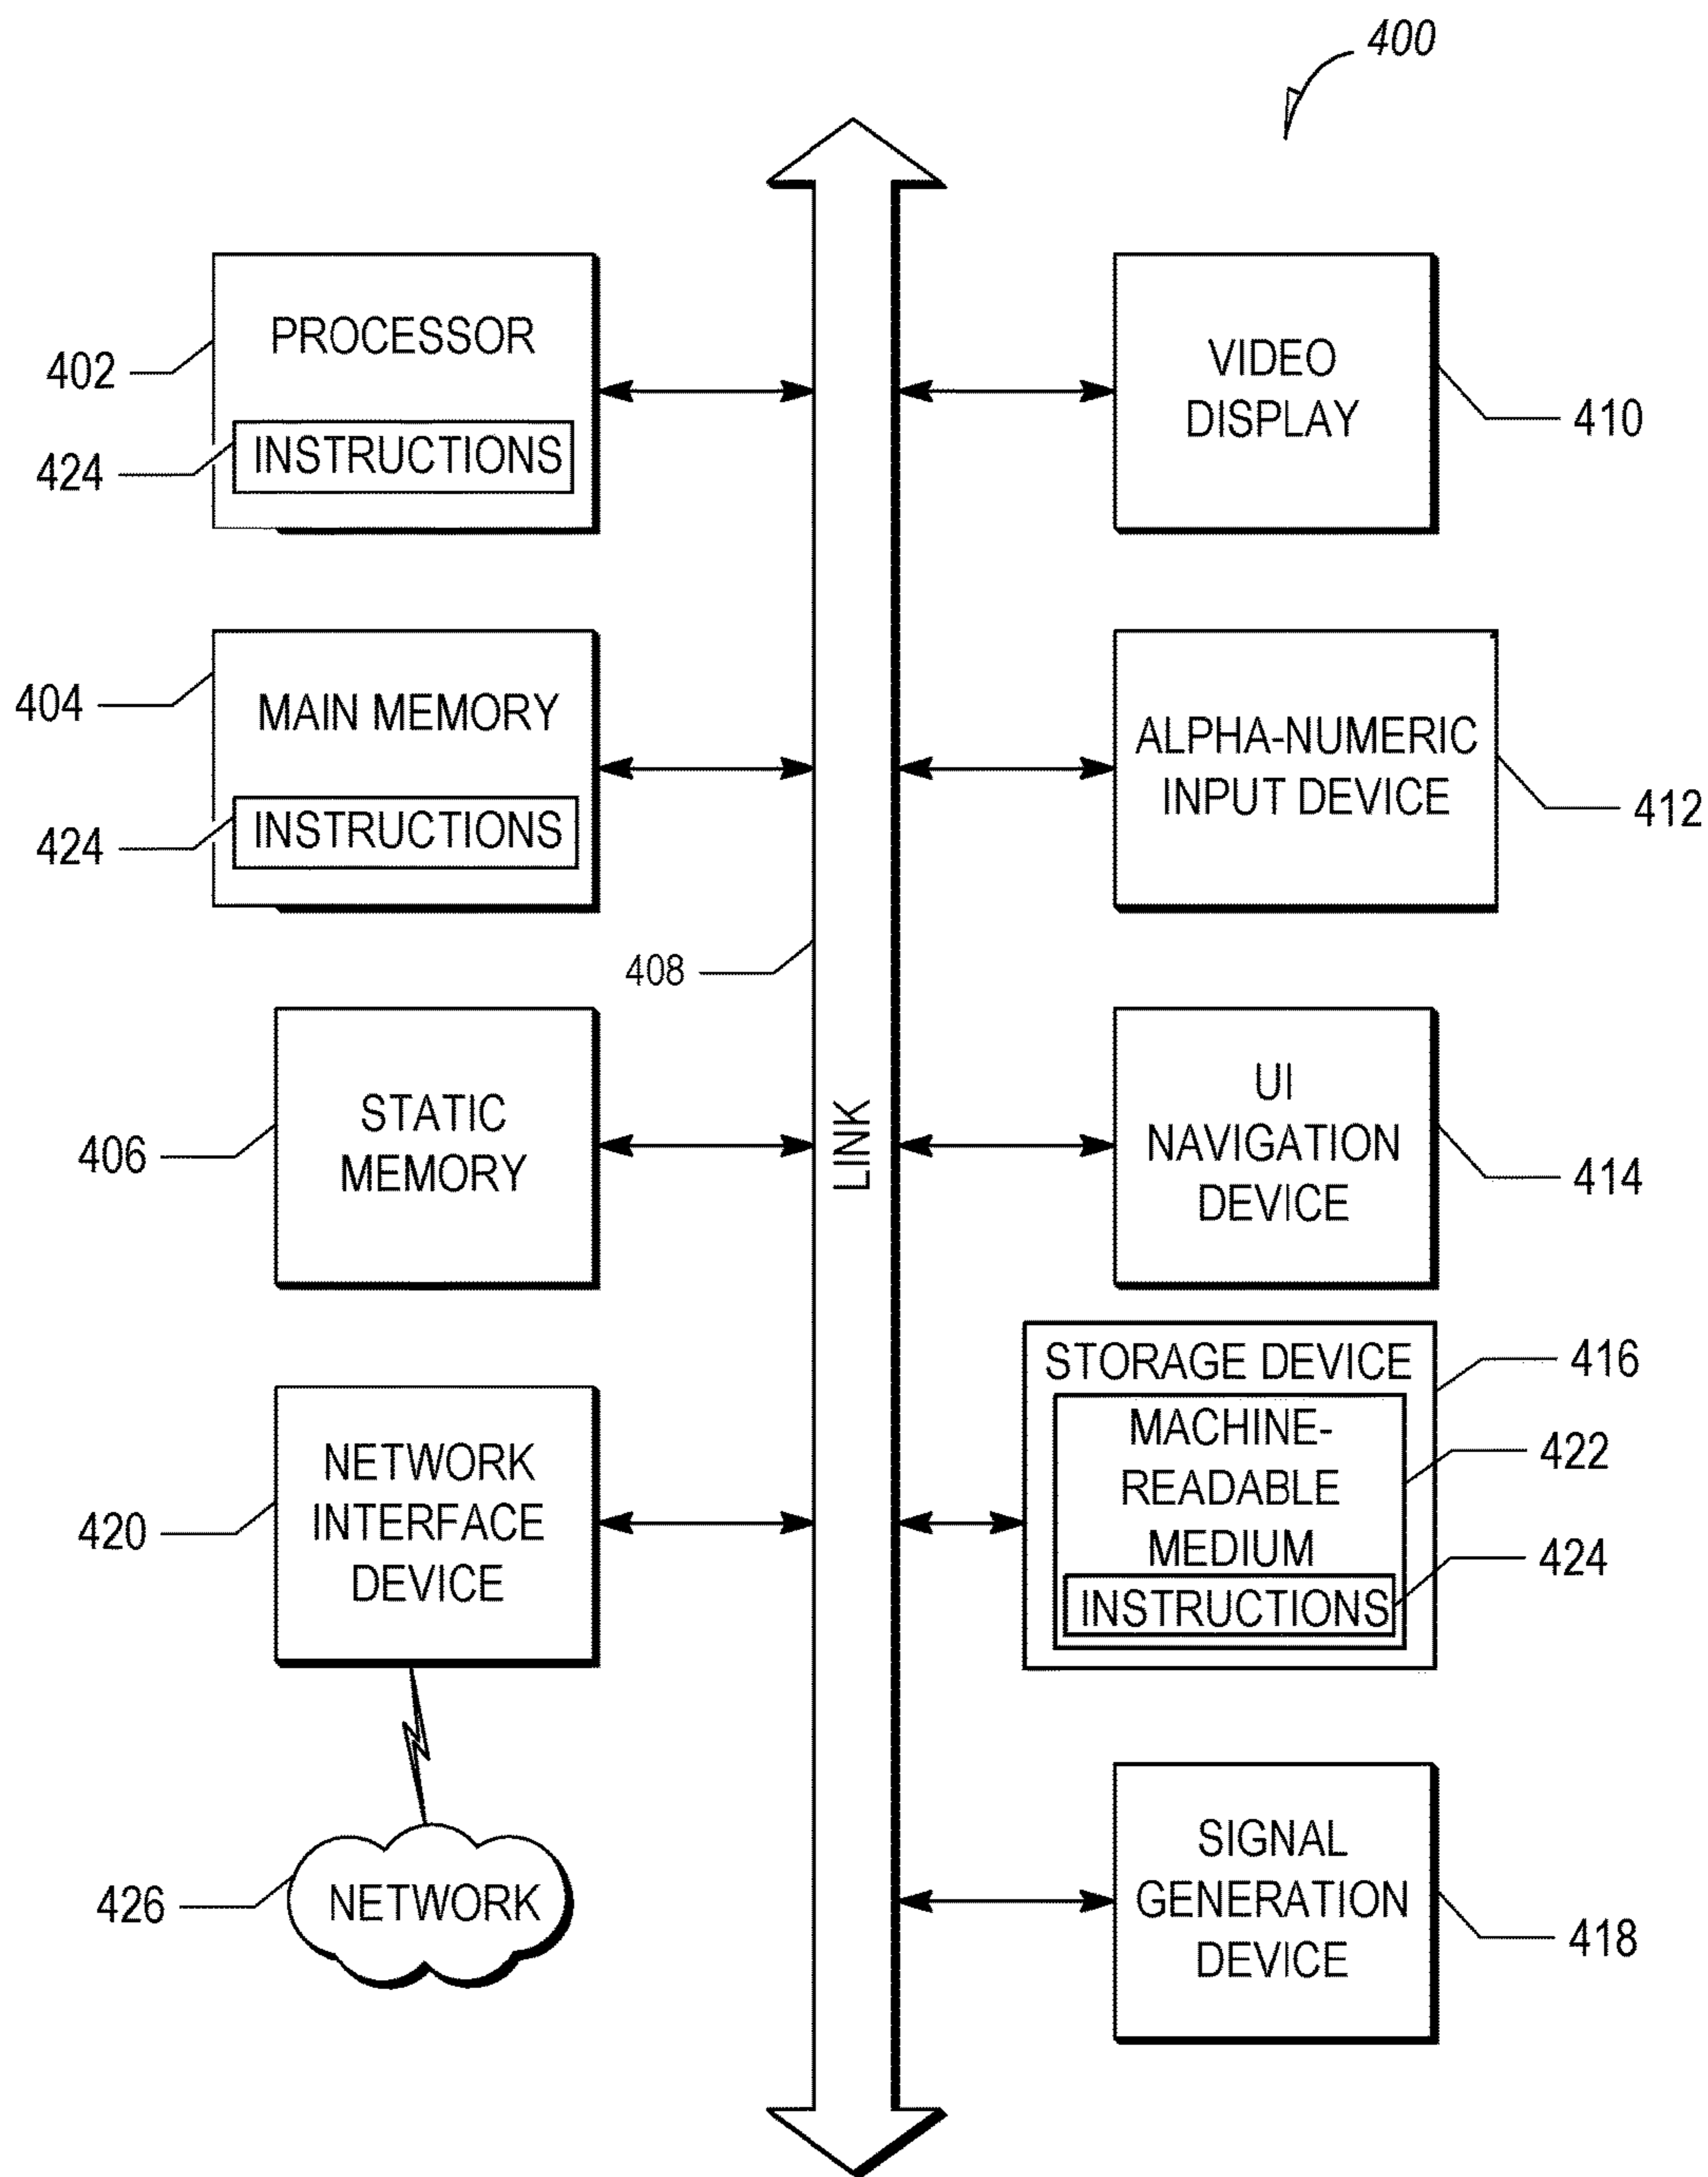 400
PROCESSOR
402
INSTRUCTIONS
424
MAIN MEMORY
404
INSTRUCTIONS
424
408
STATIC
MEMORY
406
NETWORK
INTERFACE
DEVICE
420
NETWORK
426
LINK
VIDEO
DISPLAY
410
ALPHA-NUMERIC
INPUT DEVICE
412
UI
NAVIGATION
DEVICE
414
STORAGE DEVICE
416
MACHINE-
READABLE
MEDIUM
422
INSTRUCTIONS
424
SIGNAL
GENERATION
DEVICE
418